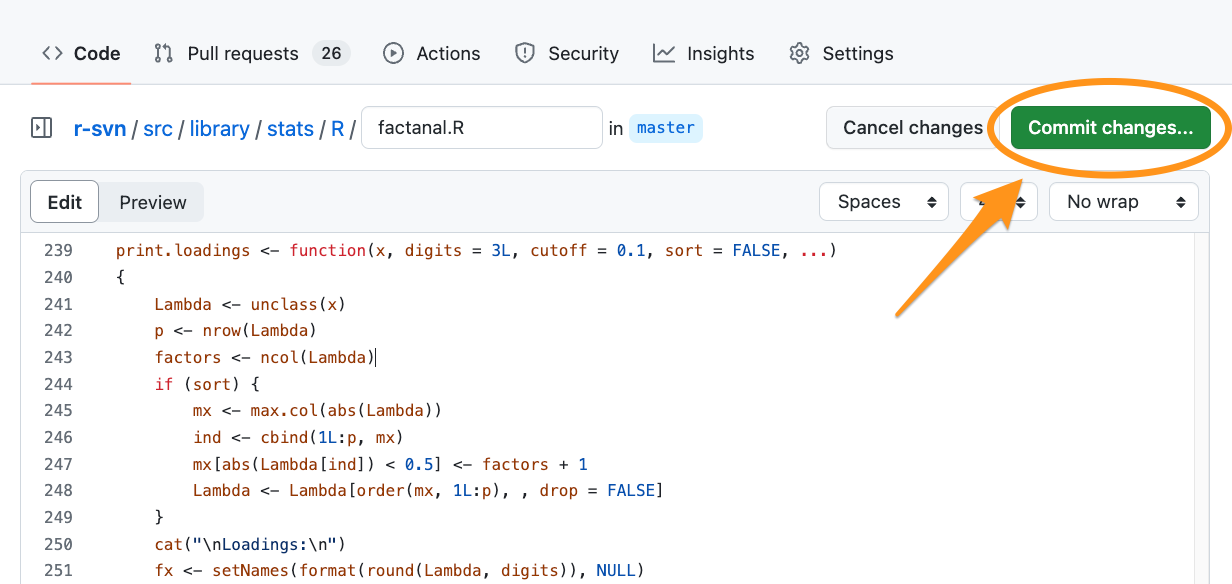 Code Pull requests 26 Actions Security Insights Settings
r-svn / src / library / stats / R / factanal.R in master Cancel changes Commit changes...
Edit Preview Spaces No wrap
239 print.loadings <- function(x, digits = 3L, cutoff = 0.1, sort = FALSE, ...)
240 {
241 Lambda <- unclass(x)
242 p <- nrow(Lambda)
243 factors <- ncol(Lambda)
244 if (sort) {
245 mx <- max.col(abs(Lambda))
246 ind <- cbind(1L:p, mx)
247 mx[abs(Lambda[ind]) < 0.5] <- factors + 1
248 Lambda <- Lambda[order(mx, 1L:p), , drop = FALSE]
249 }
250 cat("\nLoadings:\n")
251 fx <- setNames(format(round(Lambda, digits)), NULL)